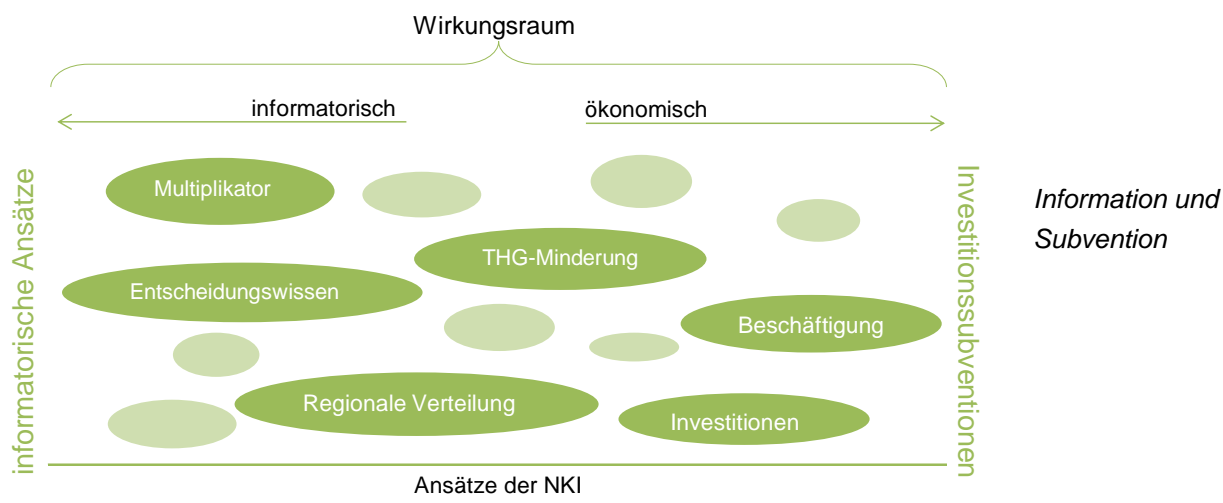 Wirkungsraum
informatorisch
ökonomisch
informatorische Ansätze
Multiplikator
THG-Minderung
Entscheidungswissen
Beschäftigung
Regionale Verteilung
Investitionen
Investitionssubventionen
Information und
Subvention
Ansätze der NKI